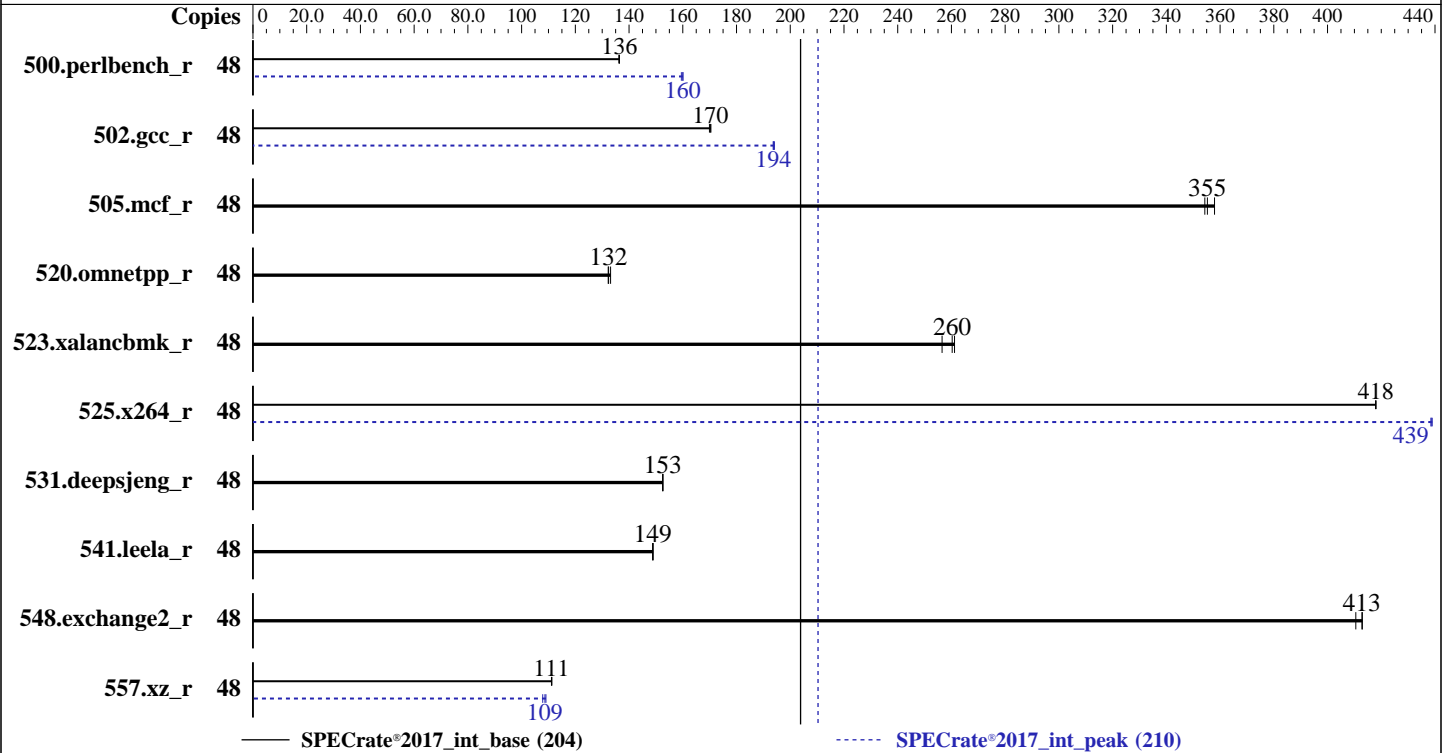 Copies 0 20.0 40.0 60.0 80.0 100 120 140 160 180 200 220 240 260 280 300 320 340 360 380 400 440
500.perlbench_r 48 136
160
502.gcc_r 48 170
194
505.mcf_r 48 355
520.omnetpp_r 48 132
523.xalancbmk_r 48 260
525.x264_r 48 418
439
531.deepsjeng_r 48 153
541.leela_r 48 149
548.exchange2_r 48 413
557.xz_r 48 111
109
SPECrate®2017_int_base (204) SPECrate®2017_int_peak (210)